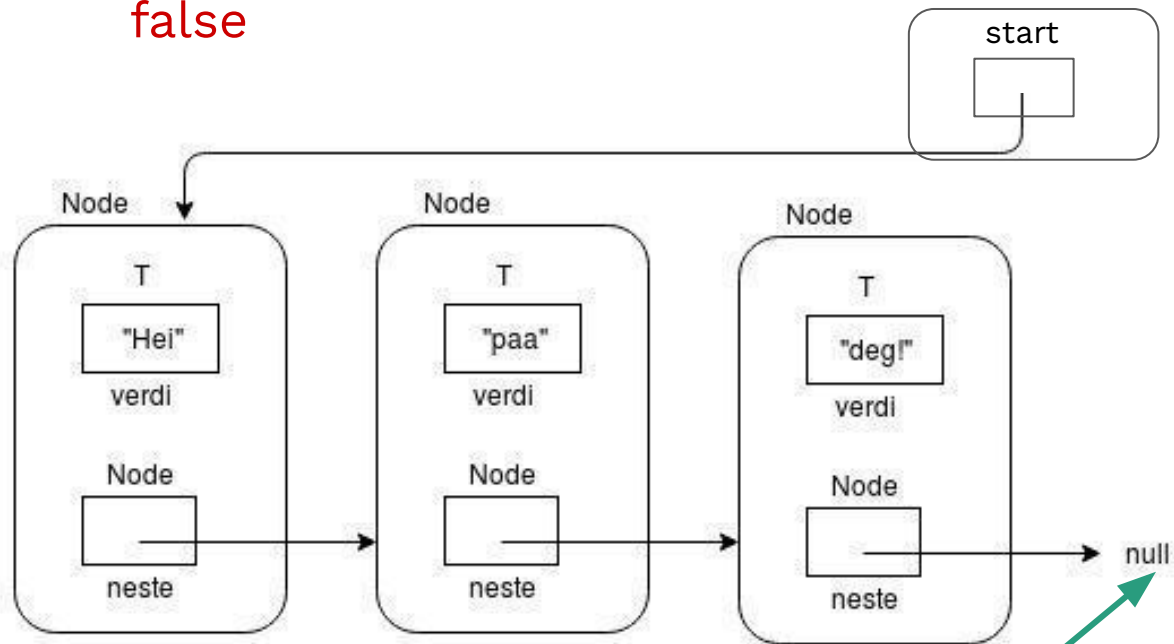 false
start
Node
T
"Hei"
verdi
Node
neste
Node
T
"paa"
verdi
Node
neste
Node
T
"deg!"
verdi
Node
neste
null